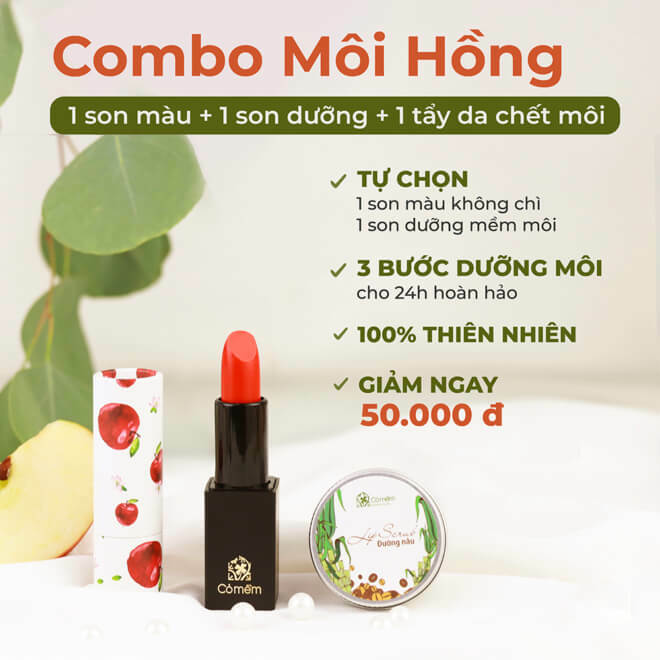 Combo Môi Hồng
1 son màu + 1 son dưỡng + 1 tẩy da chết môi
TỰ CHỌN
1 son màu không chì
1 son dưỡng mềm môi
3 BƯỚC DƯỠNG MÔI
cho 24h hoàn hảo
100% THIÊN NHIÊN
GIẢM NGAY
50.000 đ
Cỏ mềm
Lip Scrub
Đường nâu
Cỏ mềm